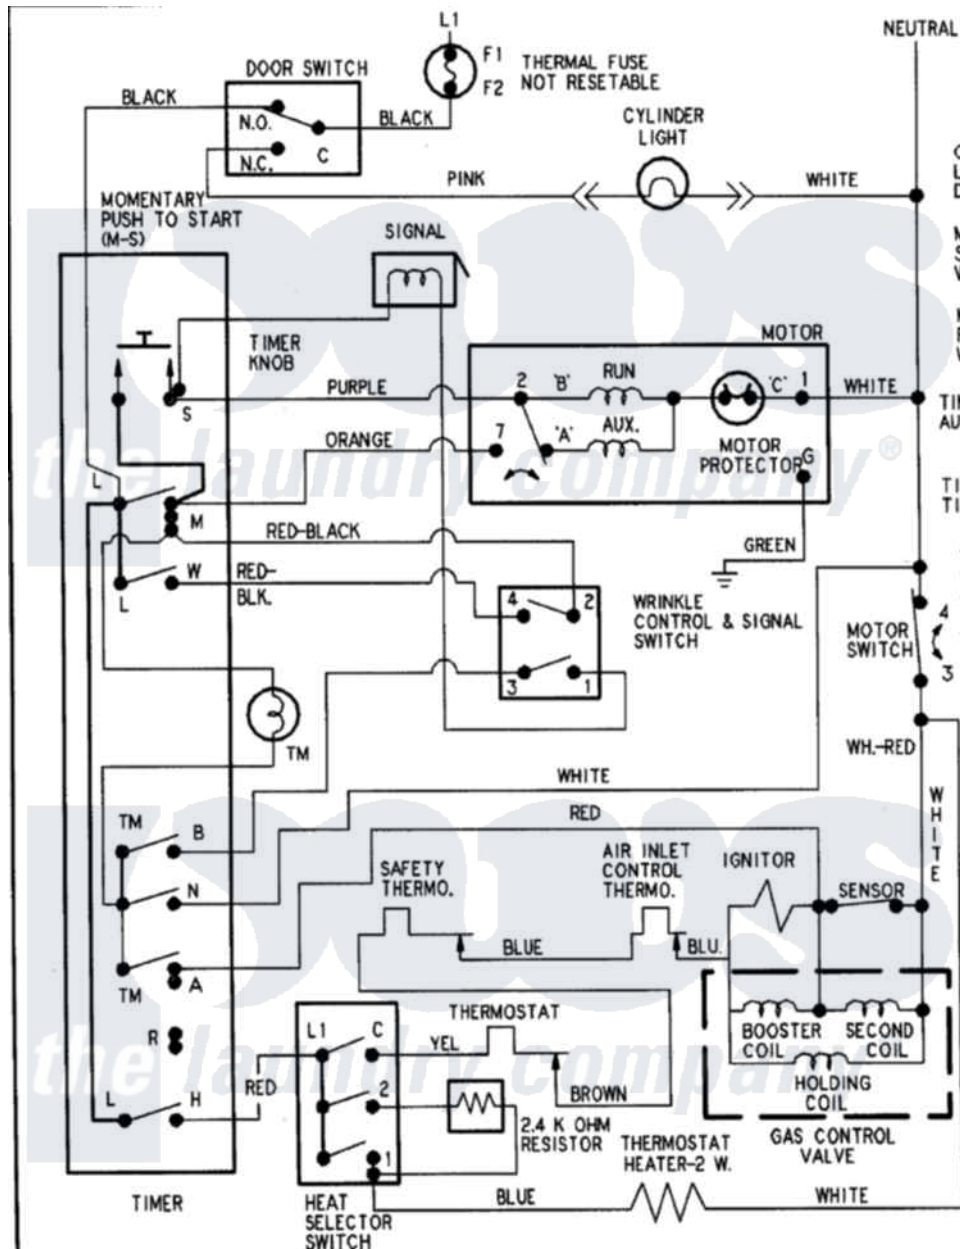 L1
NEUTRAL
F1
THERMAL FUSE
NOT RESETABLE
F2
DOOR SWITCH
BLACK
N.O.
BLACK
C
N.C.
CYLINDER
LIGHT
PINK
WHITE
MOMENTARY
PUSH TO START
(M-S)
SIGNAL
TIMER
KNOB
MOTOR
PURPLE
2
'B'
RUN
'C'
1
WHITE
S
ORANGE
7
'A'
AUX.
MOTOR
PROTECTOR
G
TI
AU
the laundry company®
L
M
RED-BLACK
GREEN
W
RED-
BLK.
L
4
2
WRINKLE
CONTROL & SIGNAL
SWITCH
3
1
MOTOR
SWITCH
4
3
TM
WH.-RED
WHITE
WHITE
TM
B
RED
N
SAFETY
THERMO.
AIR INLET
CONTROL
THERMO.
IGNITOR
SENSOR
BLUE
BLU.
TM
A
R
L1
C
YEL
THERMOSTAT
BOOSTER
COIL
SECOND
COIL
the laundry company
HOLDING
COIL
L
H
RED
2
BROWN
2.4 K OHM
RESISTOR
GAS CONTROL
VALVE
1
THERMOSTAT
HEATER-2 W.
TIMER
HEAT
SELECTOR
SWITCH
BLUE
WHITE